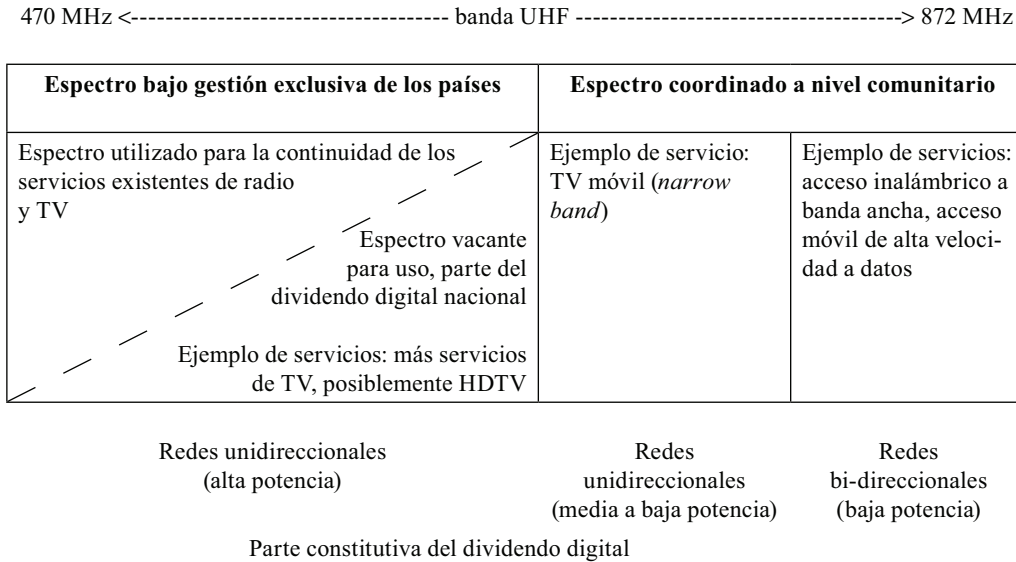 470 MHz <----------------------------------- banda UHF ------------------------------------> 872 MHz
Espectro bajo gestión exclusiva de los países
Espectro coordinado a nivel comunitario
Espectro utilizado para la continuidad de los
servicios existentes de radio
y TV
Espectro vacante
para uso, parte del
dividendo digital nacional
Ejemplo de servicios: más servicios
de TV, posiblemente HDTV
Ejemplo de servicio:
TV móvil (narrow
band)
Ejemplo de servicios:
acceso inalámbrico a
banda ancha, acceso
móvil de alta veloci-
dad a datos
Redes unidireccionales
(alta potencia)
Redes
unidireccionales
(media a baja potencia)
Redes
bi-direccionales
(baja potencia)
Parte constitutiva del dividendo digital